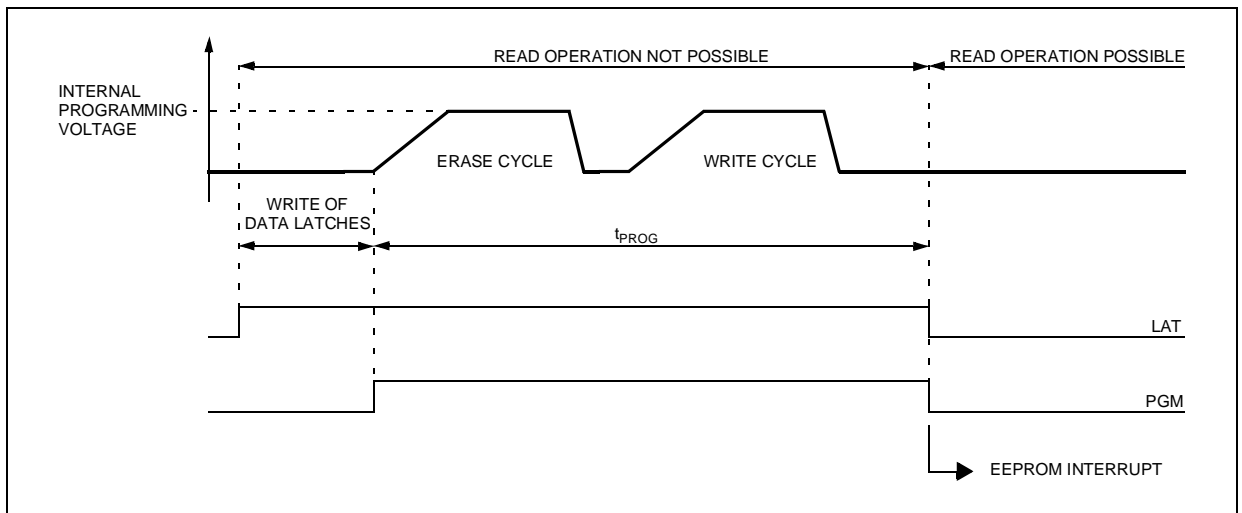 READ OPERATION NOT POSSIBLE
READ OPERATION POSSIBLE
INTERNAL
PROGRAMMING
VOLTAGE
ERASE CYCLE
WRITE CYCLE
WRITE OF
DATA LATCHES
tPROG
LAT
PGM
EEPROM INTERRUPT